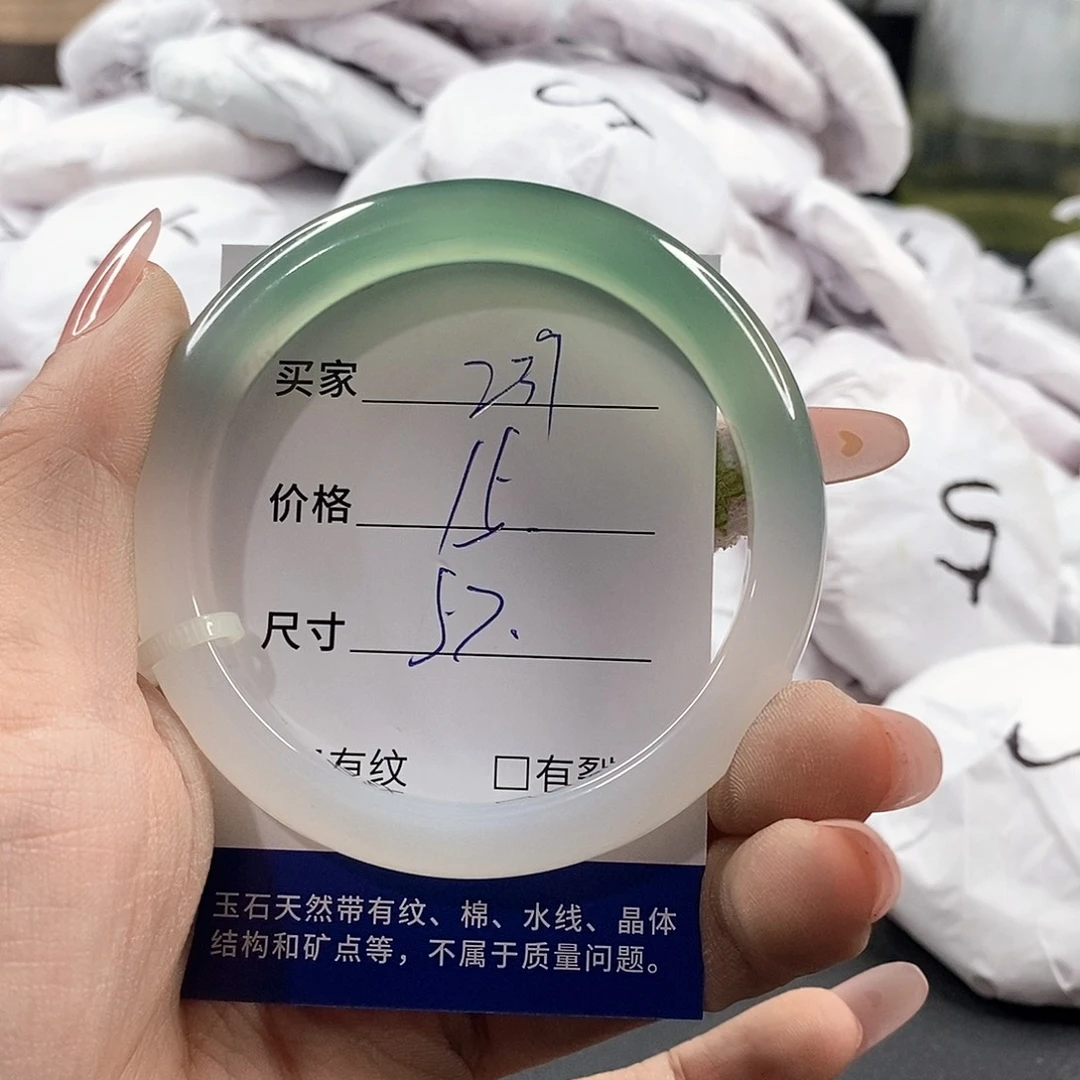 买家 239
价格 15.
尺寸 57.
有纹 □有裂
玉石天然带有纹、棉、水线、晶体
结构和矿点等，不属于质量问题。